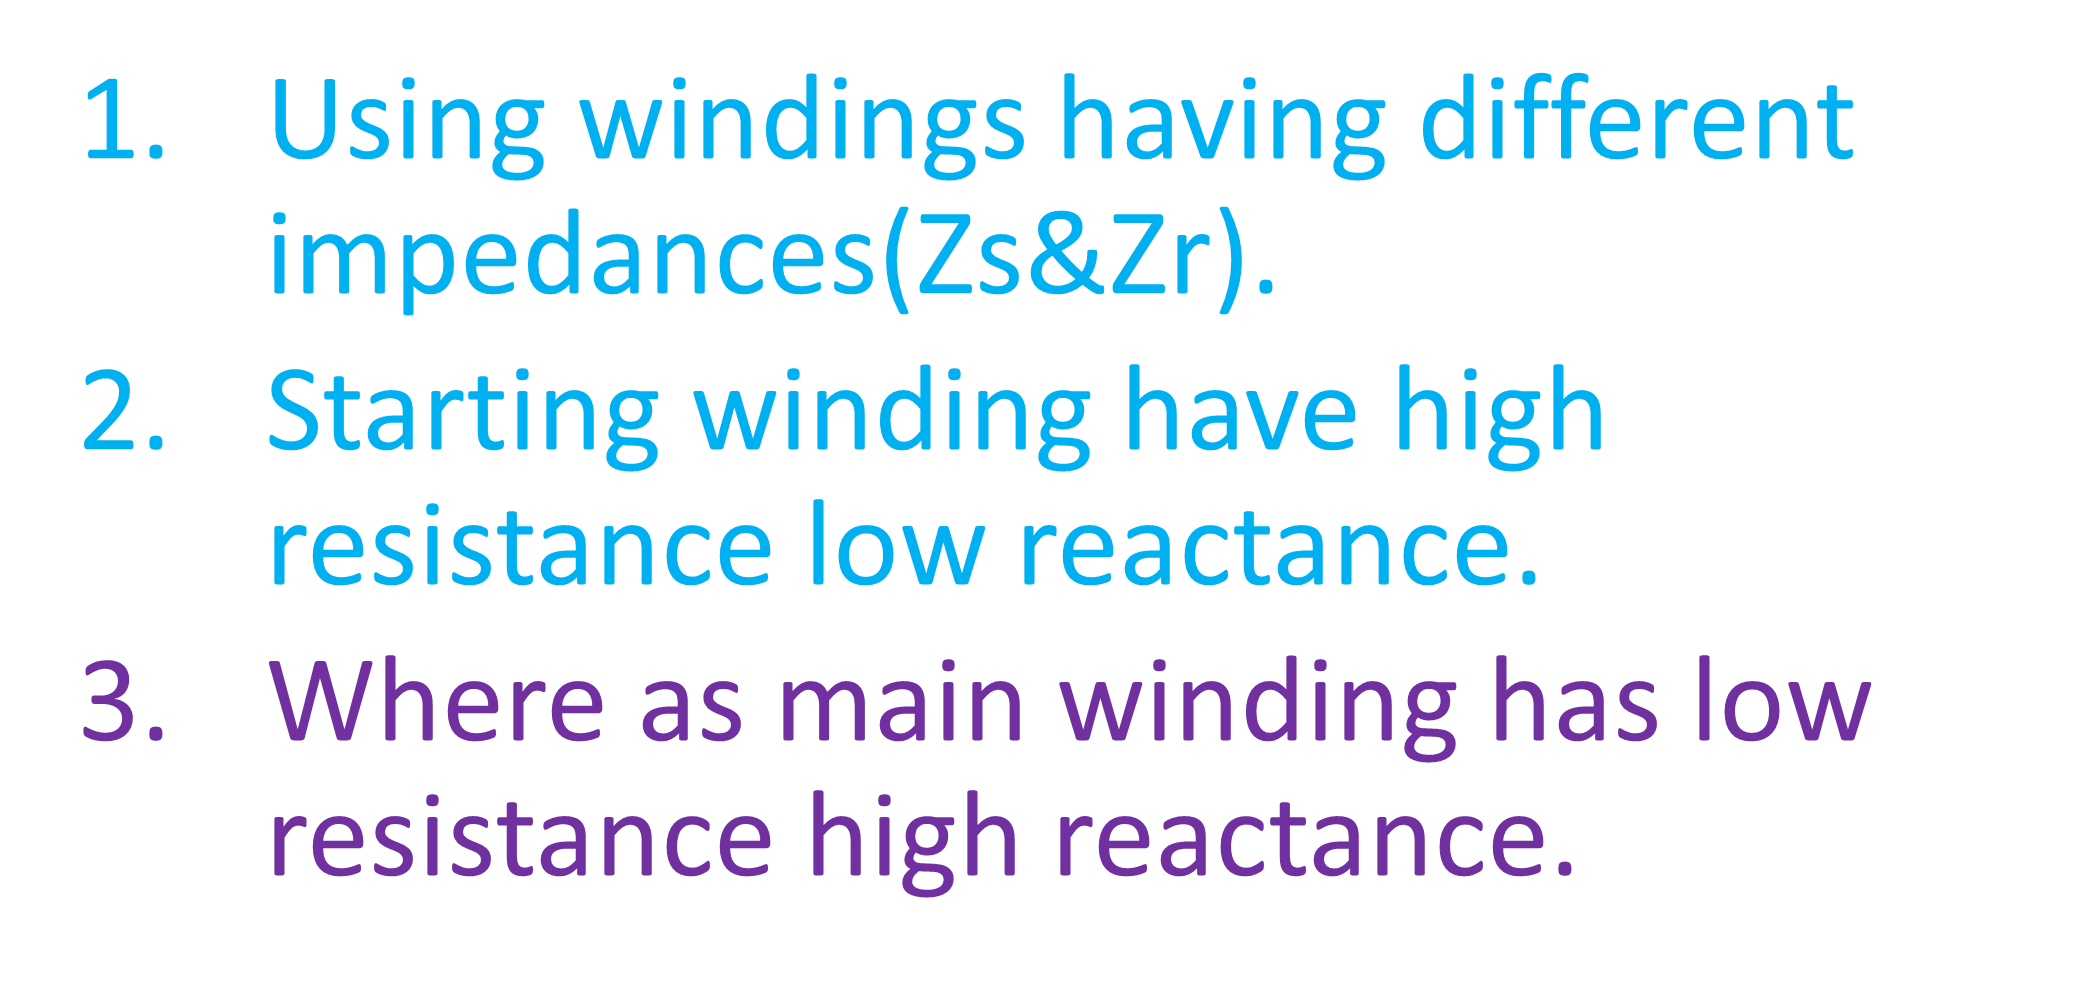 1. Using windings having different
impedances(Zs&Zr).
2. Starting winding have high
resistance low reactance.
3. Where as main winding has low
resistance high reactance.